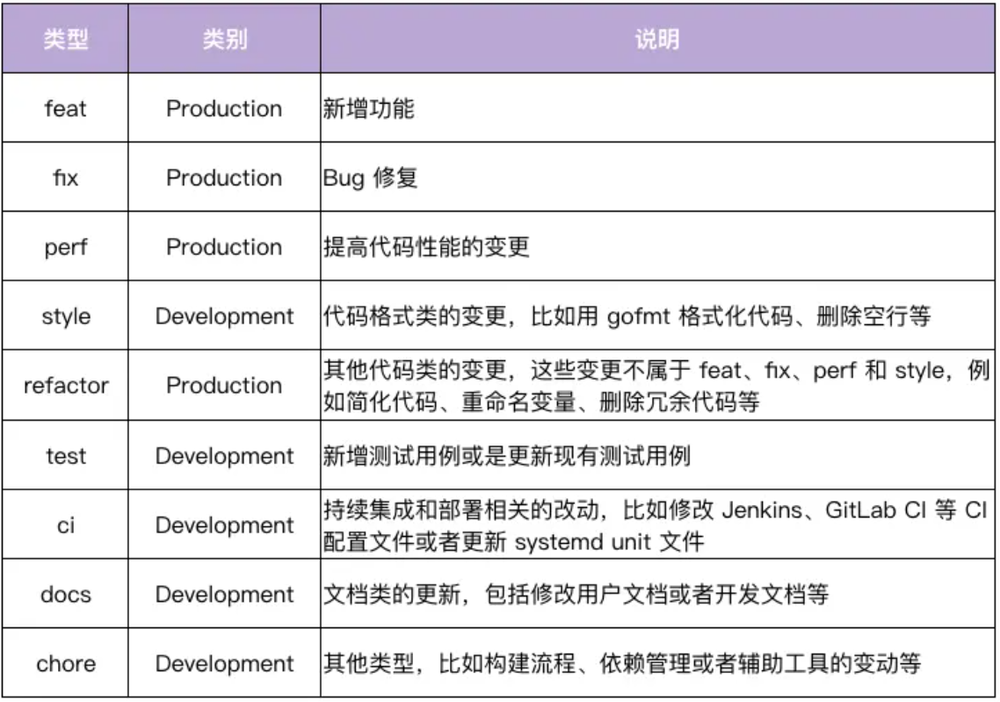 类型 类别 说明
feat Production 新增功能
fix Production Bug 修复
perf Production 提高代码性能的变更
style Development 代码格式类的变更，比如用 gofmt 格式化代码、删除空行等
refactor Production 其他代码类的变更，这些变更不属于 feat、fix、perf 和 style，例
如简化代码、重命名变量、删除冗余代码等
test Development 新增测试用例或是更新现有测试用例
ci Development 持续集成和部署相关的改动，比如修改 Jenkins、GitLab CI 等 CI
配置文件或者更新 systemd unit 文件
docs Development 文档类的更新，包括修改用户文档或者开发文档等
chore Development 其他类型，比如构建流程、依赖管理或者辅助工具的变动等